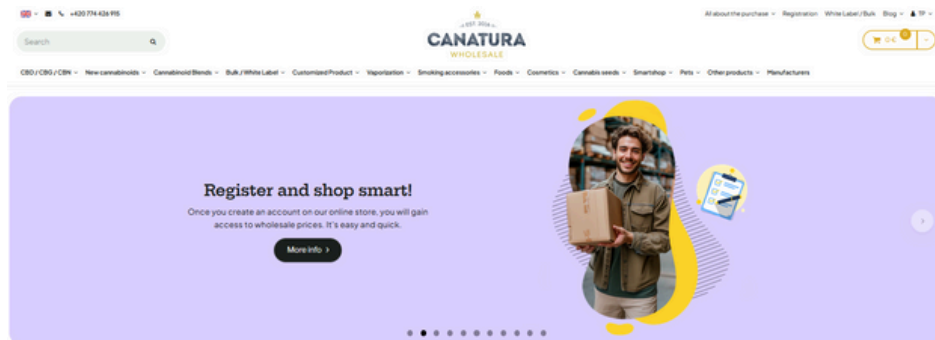 +420 774 426 915
All about the purchase
Registration
White Label / Bulk
Blog
TP
Search
EST. 2016
CANATURA
WHOLESALE
0 €
0
CBD / CBG / CBN
New cannabinoids
Cannabinoid Blends
Bulk / White Label
Customized Product
Vaporization
Smoking accessories
Foods
Cosmetics
Cannabis seeds
Smartshop
Pets
Other products
Manufacturers
Register and shop smart!
Once you create an account on our online store, you will gain
access to wholesale prices. It's easy and quick.
More info